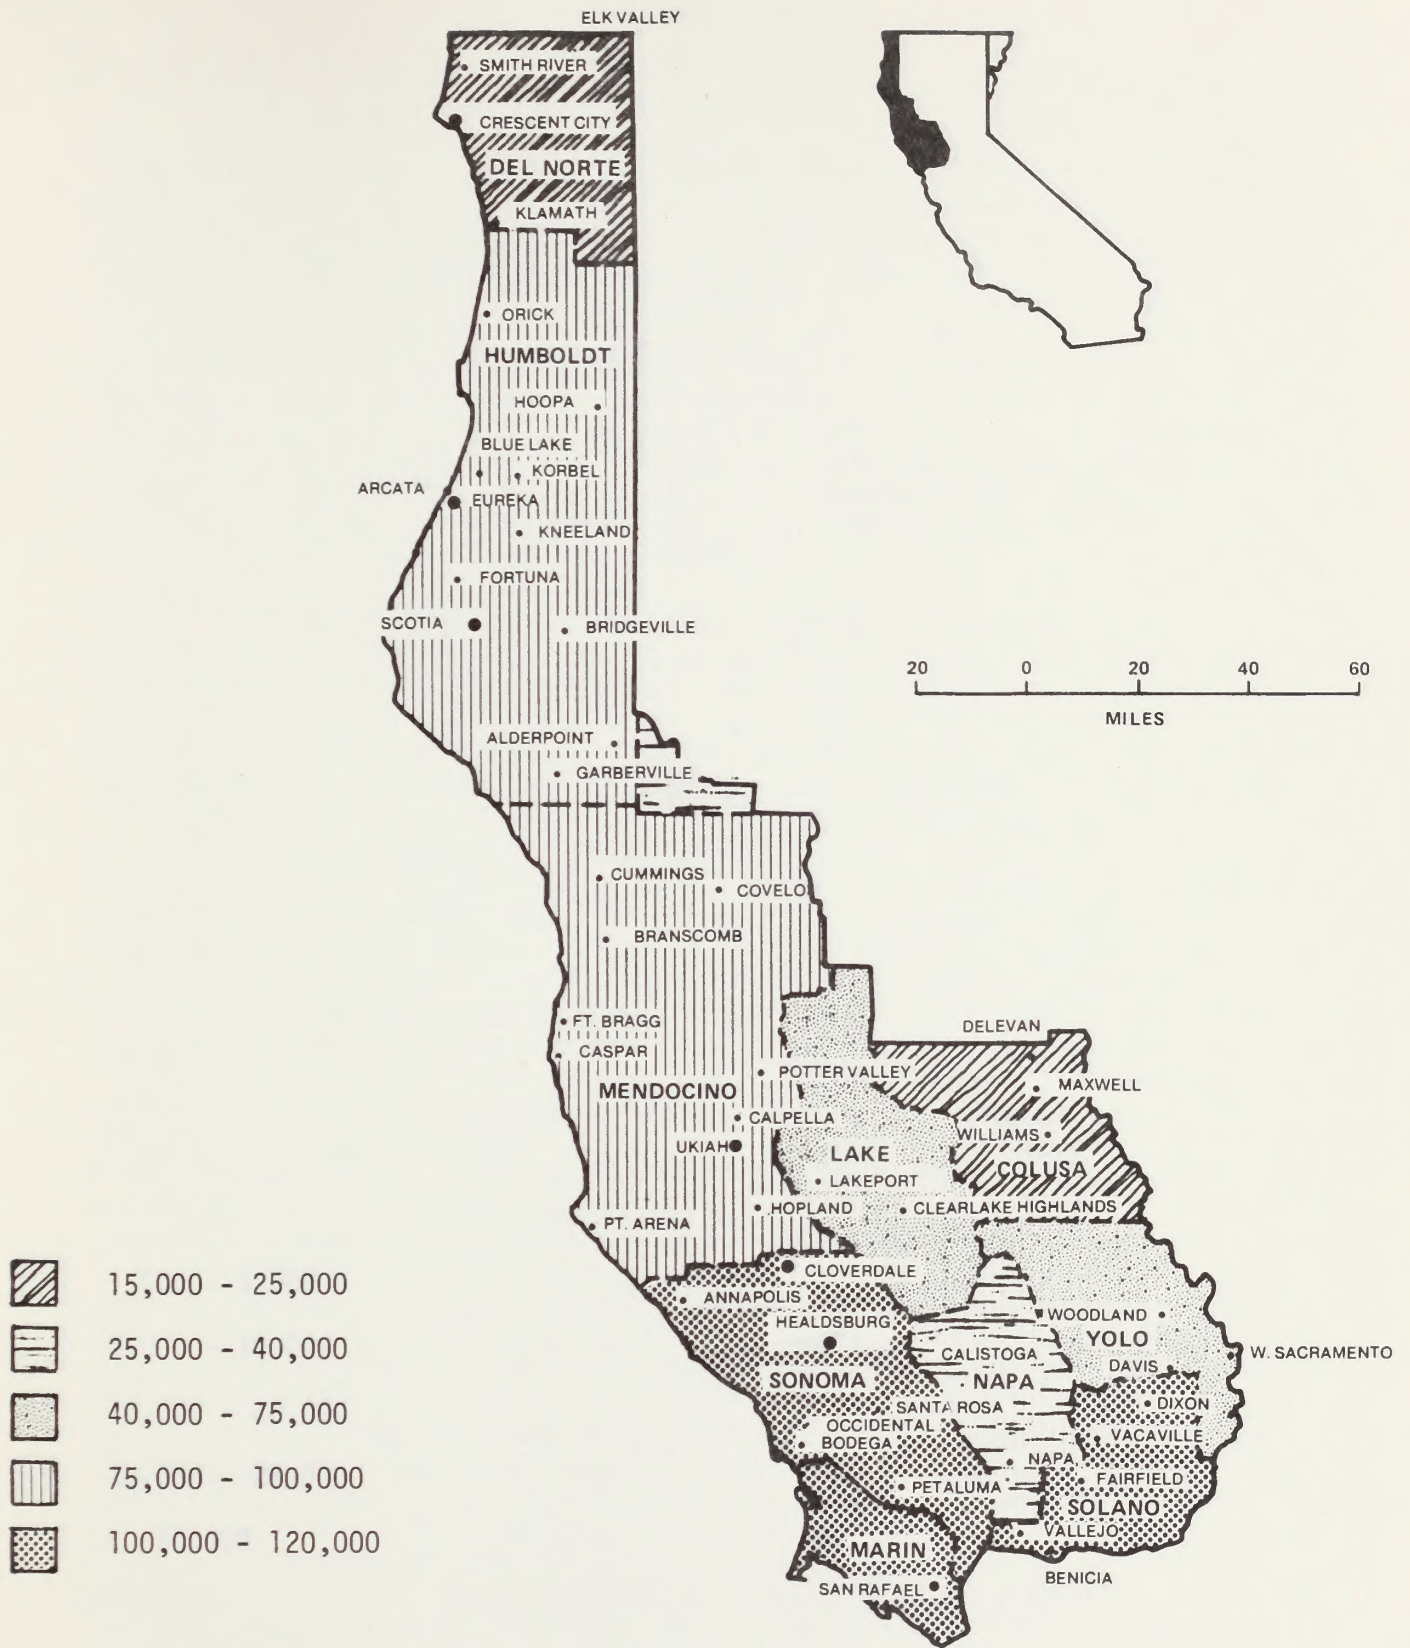 ELK VALLEY
SMITH RIVER
CRESCENT CITY
DEL NORTE
KLAMATH
ORICK
HUMBOLDT
HOOPA
BLUE LAKE
KORBEL
ARCATA
EUREKA
KNEELAND
FORTUNA
SCOTIA
BRIDGEVILLE
20 0 20 40 60
MILES
ALDERPOINT
GARBERVILLE
CUMMINGS
COVELO
BRANSCOMB
FT. BRAGG
DELEVAN
CASPAR
POTTER VALLEY
MAXWELL
MENDOCINO
CALPELLA
WILLIAMS
UKIAH
LAKE
COLUSA
LAKEPORT
HOPLAND
CLEARLAKE HIGHLANDS
PT. ARENA
CLOVERDALE
ANNAPOLIS
HEALDSBURG
WOODLAND
YOLO
CALISTOGA
W. SACRAMENTO
DAVIS
SONOMA
NAPA
SANTA ROSA
DIXON
OCCIDENTAL
BODEGA
VACAVILLE
NAPA
PETALUMA
FAIRFIELD
SOLANO
VALLEJO
MARIN
BENICIA
SAN RAFAEL
15,000 - 25,000
25,000 - 40,000
40,000 - 75,000
75,000 - 100,000
100,000 - 120,000